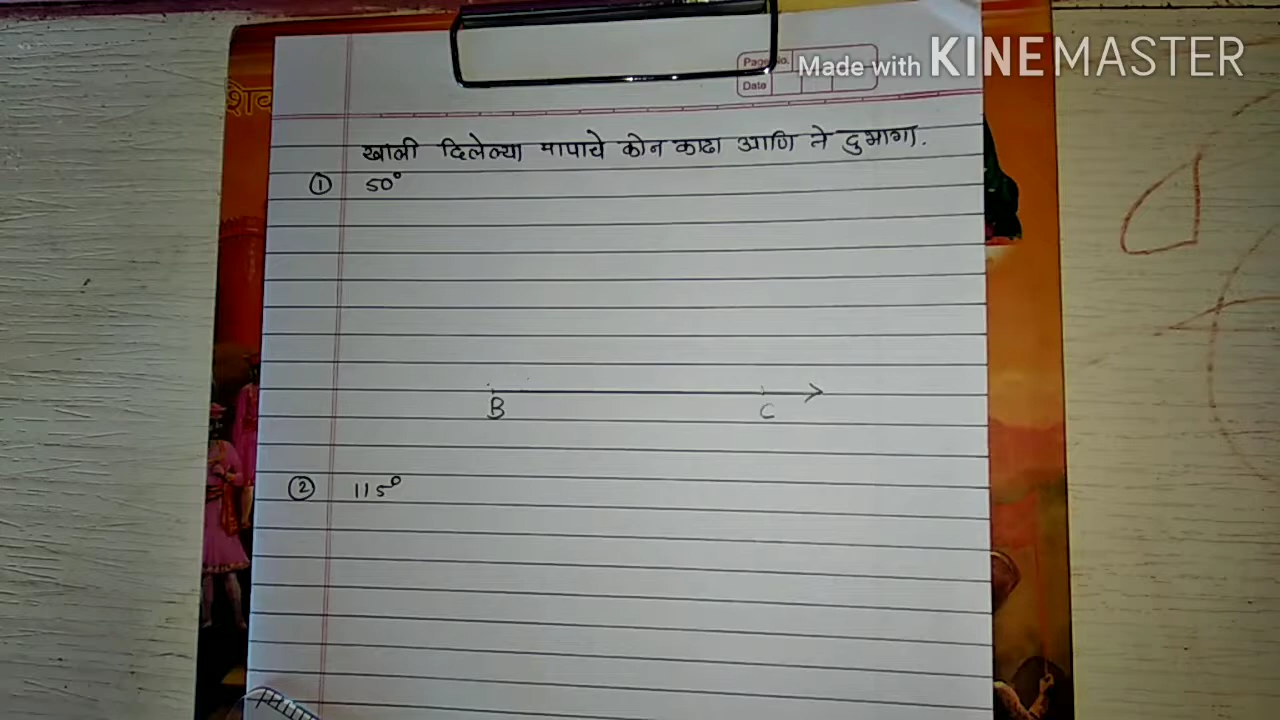 Made with KINEMASTER
Page No.
Date
शिव
खाली दिलेल्या मापाचे कोन काढा आणि ते दुभागा.
① 50°
B C
② 115°